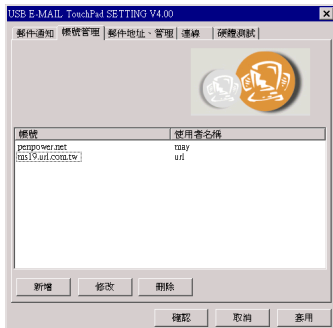 USB E-MAIL TouchPad SETTING V4.00
郵件通知 帳號管理 郵件地址、管理 連線 硬體測試
帳號 使用者名稱
penpower.net may
ms19.url.com.tw url
新增 修改 刪除
確認 取消 套用